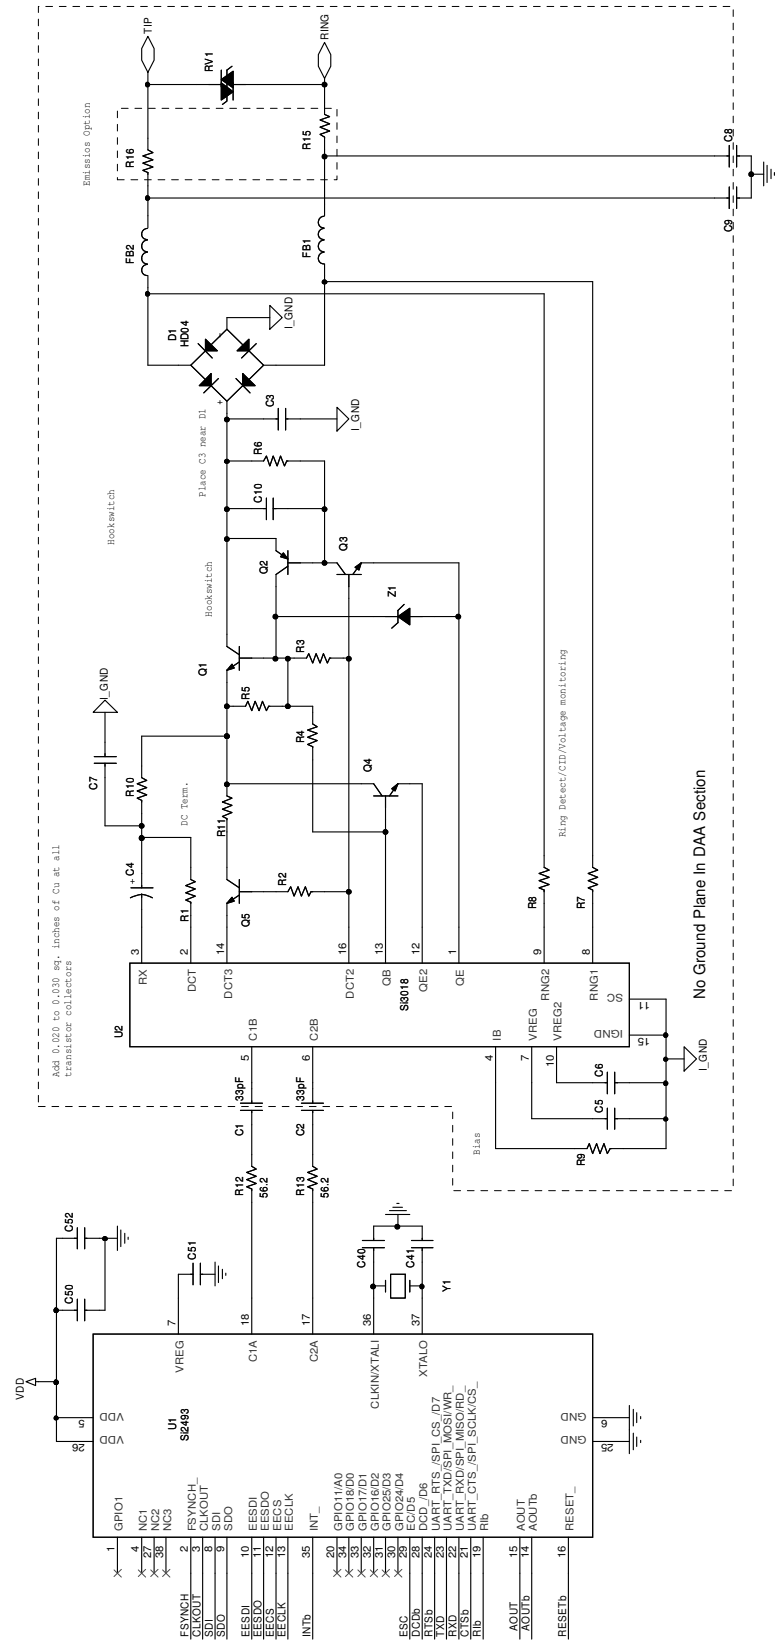 TIP
RING
RV1
Emissios Option
R16
R15
C8
C9
FB2
FB1
D1
HD04
I_GND
+
-
Place C3 near D1
C3
I_GND
R6
C10
Hookswitch
Hookswitch
Q2
Q3
Z1
Q1
R3
R5
R4
I_GND
C7
R10
DC Term.
R11
Q4
Ring Detect/CID/Voltage monitoring
+
C4
R1
Q5
R2
R8
R7
No Ground Plane In DAA Section
Add 0.020 to 0.030 sq. inches of Cu at all
transistor collectors
U2
Si3018
3
RX
2
DCT
14
DCT3
16
DCT2
13
QB
12
QE2
1
QE
9
RNG2
8
RNG1
11
SC
15
IGND
5
C1B
6
C2B
4
IB
7
VREG
10
VREG2
I_GND
C6
C5
R9
Bias
33pF
C1
33pF
C2
R12
56.2
R13
56.2
C52
C50
C51
C40
C41
Y1
VDD
U1
Si2493
7
VREG
18
C1A
17
C2A
36
CLKIN/XTALI
37
XTALO
5
VDD
26
VDD
6
GND
25
GND
1
GPIO1
4
NC1
27
NC2
38
NC3
FSYNCH
2
FSYNCH_
CLKOUT
3
CLKOUT
SDI
8
SDI
SDO
9
SDO
EESDI
10
EESDI
EESDO
11
EESDO
EECS
12
EECS
EECLK
13
EECLK
INTb
35
INT_
20
GPIO11/A0
34
GPIO18/D0
33
GPIO17/D1
32
GPIO16/D2
31
GPIO25/D3
30
GPIO24/D4
ESC
29
EC/D5
DCDb
28
DCD_/D6
RTSb
24
UART_RTS_/SPI_CS_/D7
TXD
23
UART_TXD/SPI_MOSI/WR_
RXD
22
UART_RXD/SPI_MISO/RD_
CTSb
21
UART_CTS_/SPI_SCLK/CS_
RIb
19
RIb
AOUT
15
AOUT
AOUTb
14
AOUTb
RESETb
16
RESET_